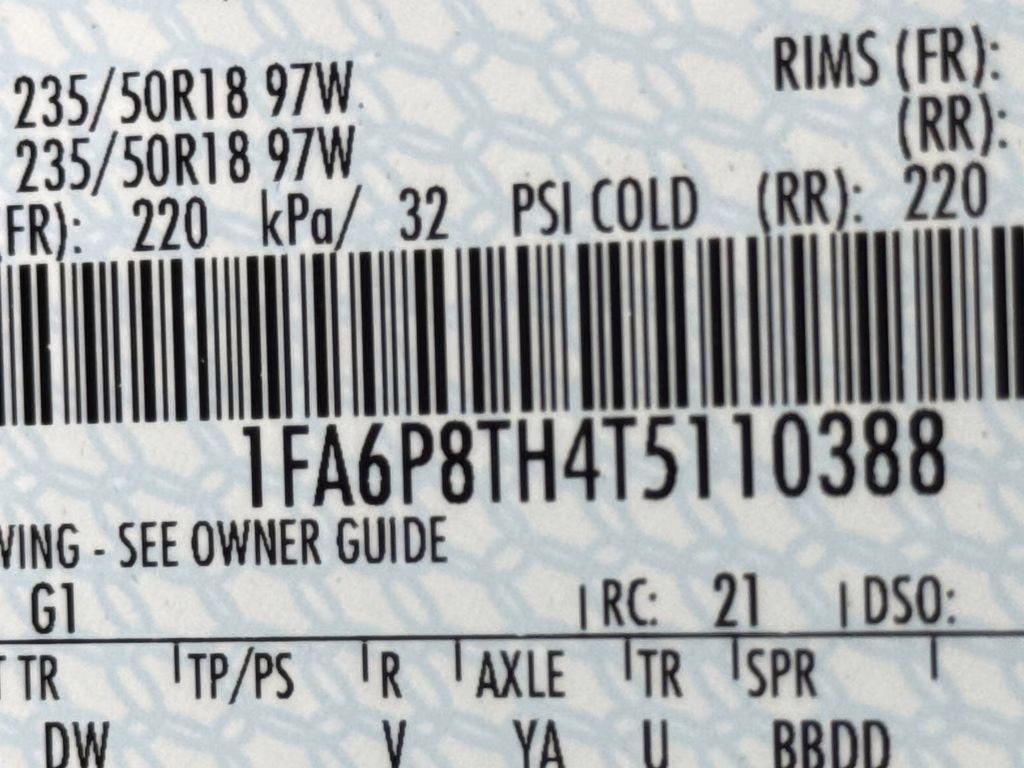 235/50R18 97W RIMS (FR):
235/50R18 97W (RR):
(FR): 220 kPa/ 32 PSI COLD (RR): 220
1FA6P8TH4T5110388
- SEE OWNER GUIDE
G1 | RC: 21 | DSO:
TR | TP/PS | R | AXLE | TR | SPR |
DW V YA U BBDD